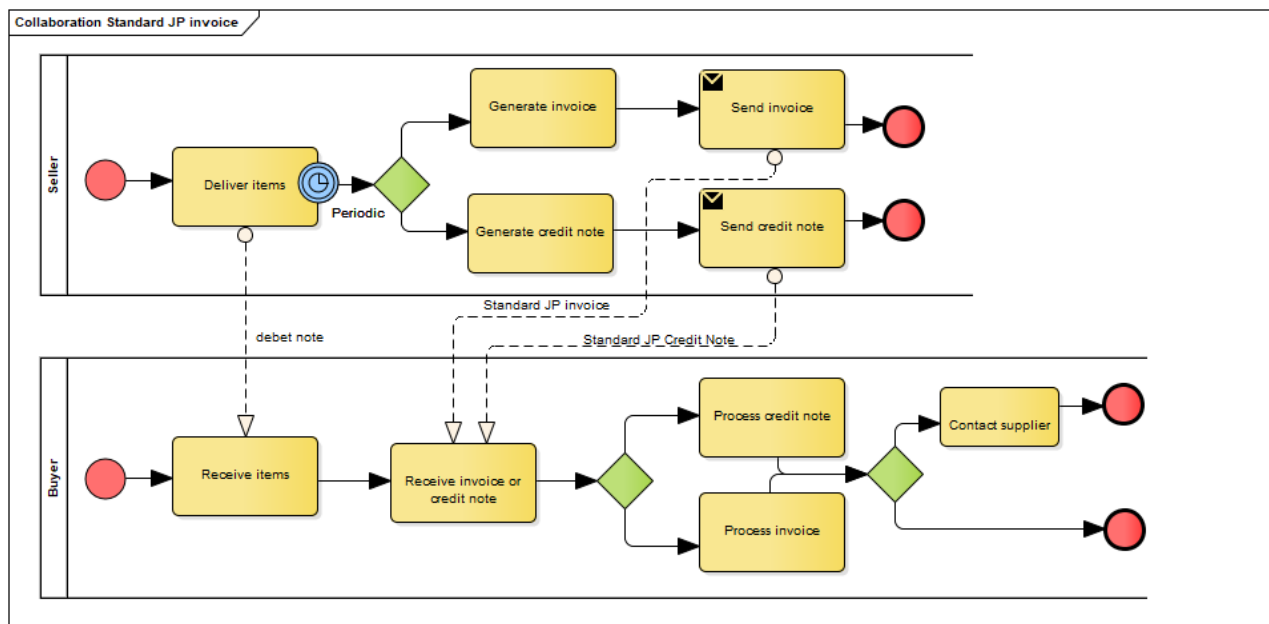 Collaboration Standard JP invoice
Seller
Deliver items
Periodic
Generate invoice
Send invoice
Generate credit note
Send credit note
Standard JP invoice
debet note
Standard JP Credit Note
Buyer
Receive items
Receive invoice or
credit note
Process credit note
Process invoice
Contact supplier